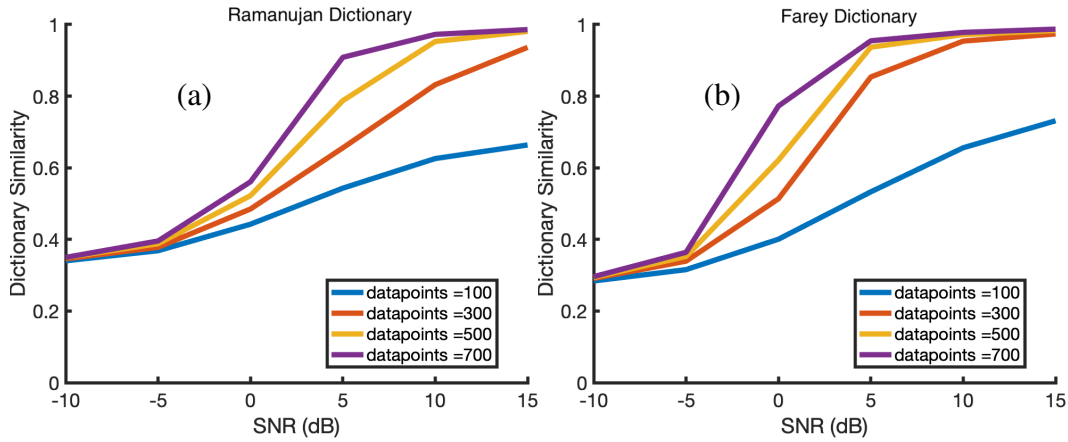 Ramanujan Dictionary
(a)
Dictionary Similarity
1
0.8
0.6
0.4
0.2
0
-10 -5 0 5 10 15
SNR (dB)
datapoints =100
datapoints =300
datapoints =500
datapoints =700
Farey Dictionary
(b)
Dictionary Similarity
1
0.8
0.6
0.4
0.2
0
-10 -5 0 5 10 15
SNR (dB)
datapoints =100
datapoints =300
datapoints =500
datapoints =700